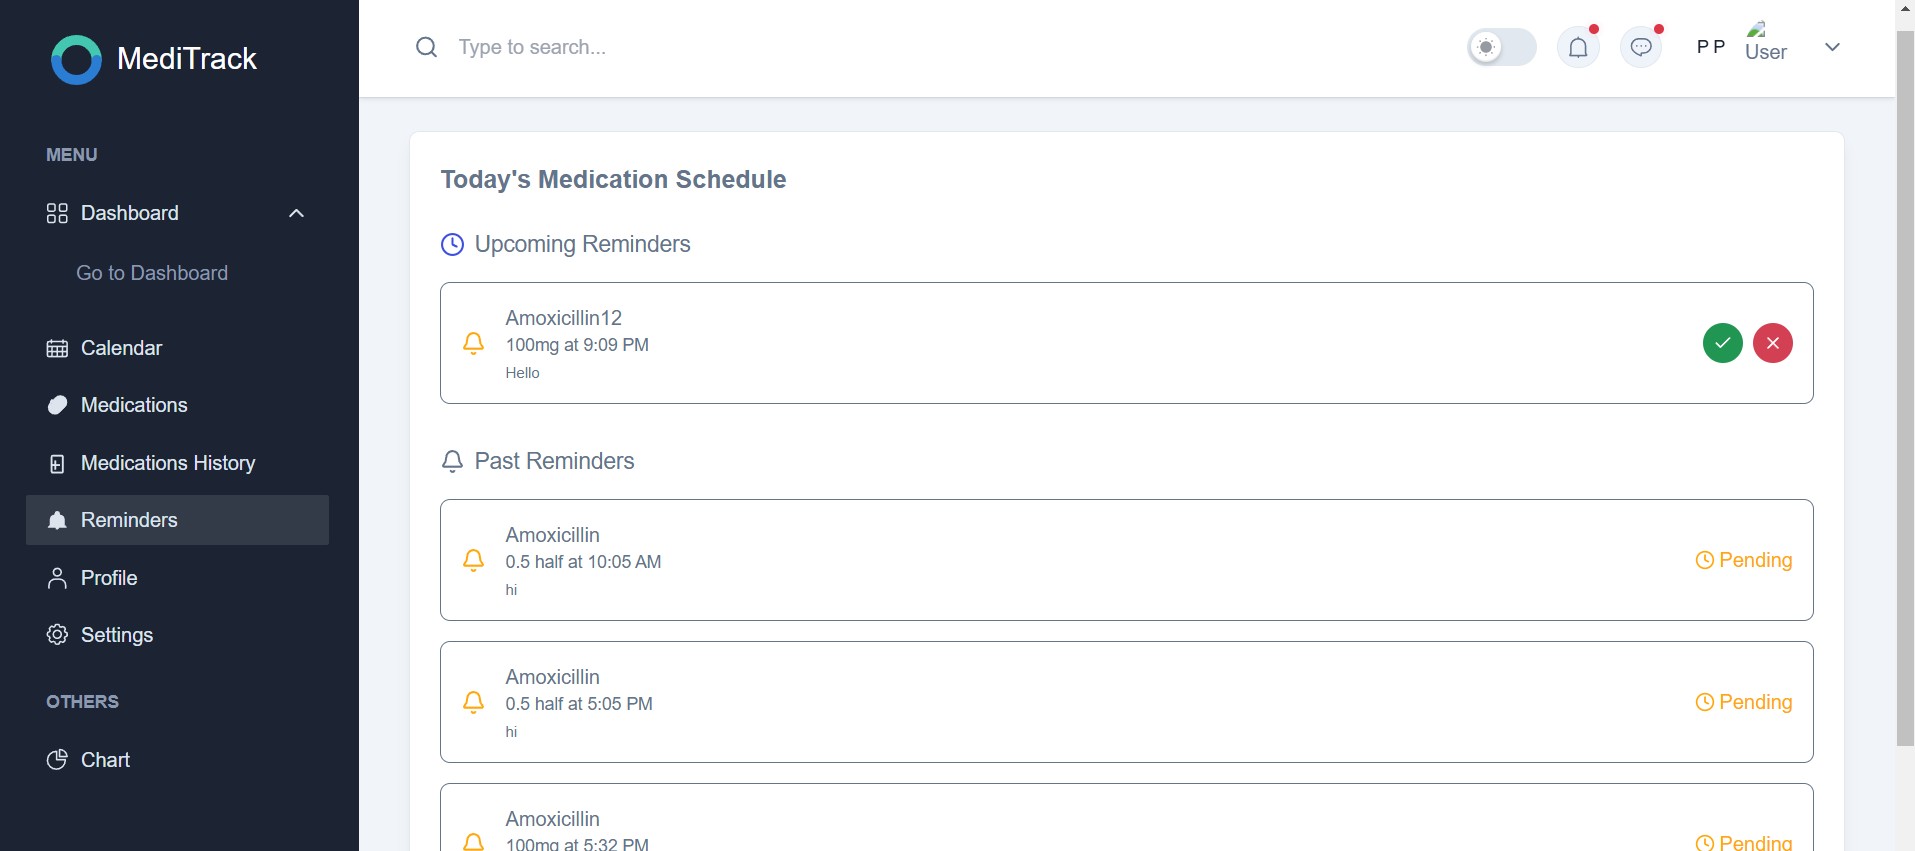 MediTrack
MENU
Dashboard
Go to Dashboard
Calendar
Medications
Medications History
Reminders
Profile
Settings
OTHERS
Chart
Type to search...
P P
User
Today's Medication Schedule
Upcoming Reminders
Amoxicillin12
100mg at 9:09 PM
Hello
Past Reminders
Amoxicillin
0.5 half at 10:05 AM
hi
Pending
Amoxicillin
0.5 half at 5:05 PM
hi
Pending
Amoxicillin
100mg at 5:32 PM
Pending